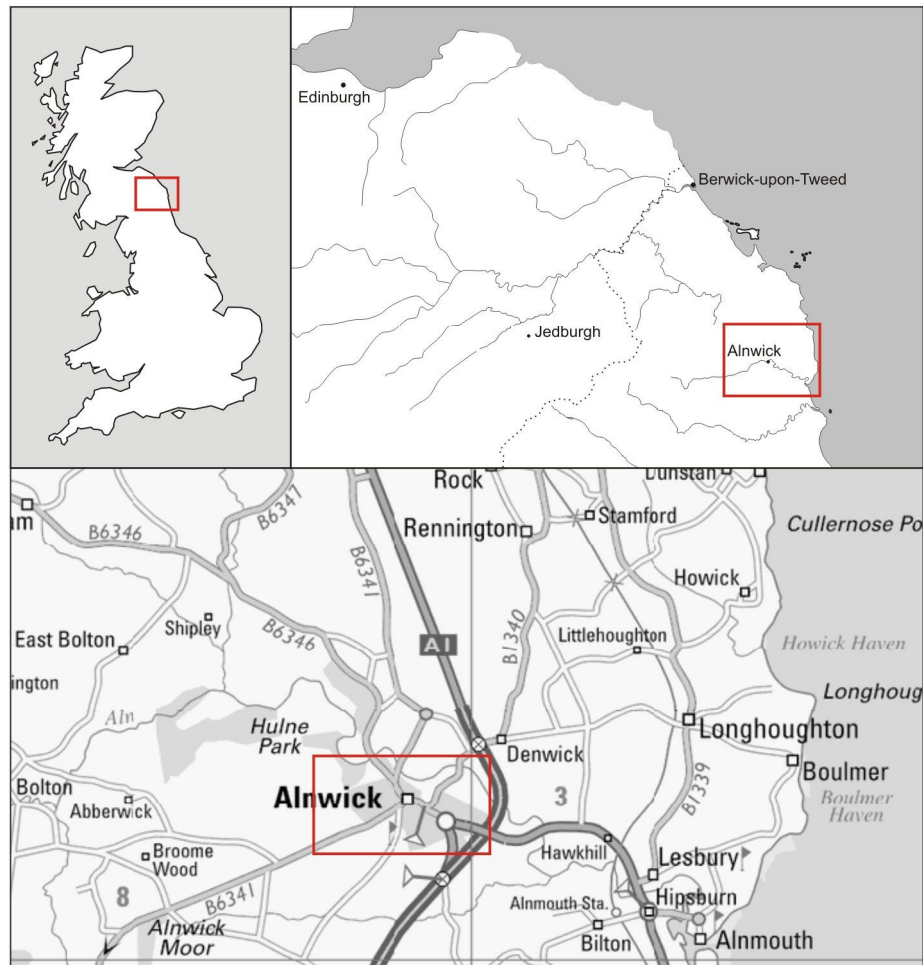 Edinburgh
Berwick-upon-Tweed
Jedburgh
Alnwick
Rock
Dunstan
am
B6346
B6347
B6341
Rennington
Stamford
Cullernose Po
Howick
Shipley
B6346
B1340
East Bolton
A1
Littlehoughton
Howick Haven
ington
Longhoug
Aln
Hulne
Park
Longhoughton
Denwick
Boulmer
Bolton
Alnwick
3
B1339
Boulmer
Haven
Abberwick
Hawkhill
Lesbury
Broome
Wood
B6341
8
Alnmouth Sta.
Hipsburn
Alnwick
Moor
Bilton
Alnmouth